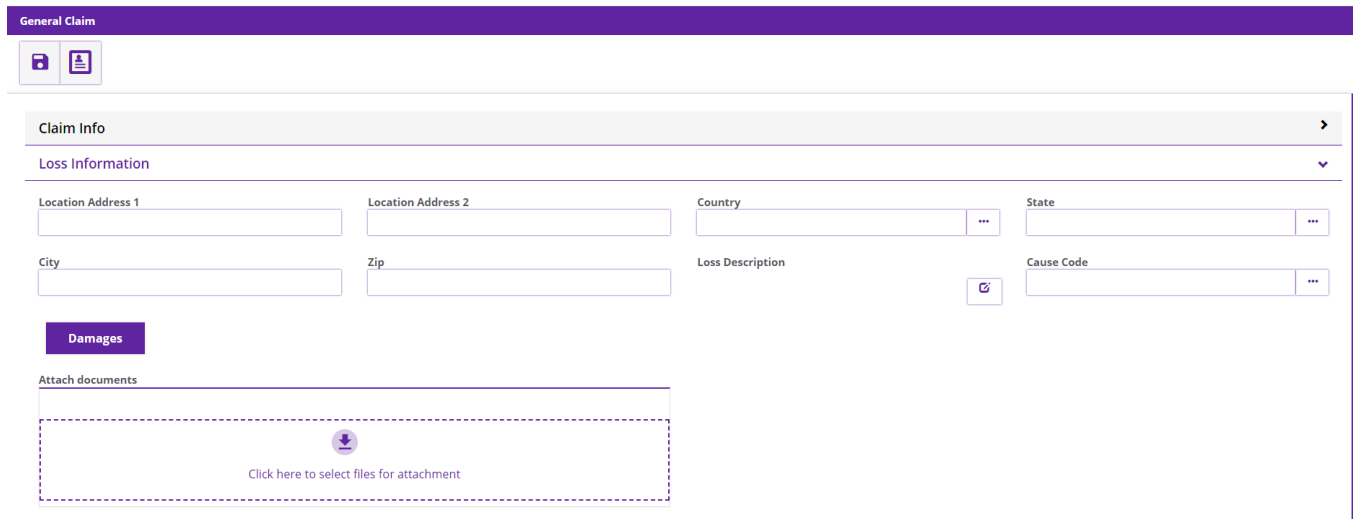 General Claim
Claim Info
Loss Information
Location Address 1
Location Address 2
Country
State
City
Zip
Loss Description
Cause Code
Damages
Attach documents
Click here to select files for attachment